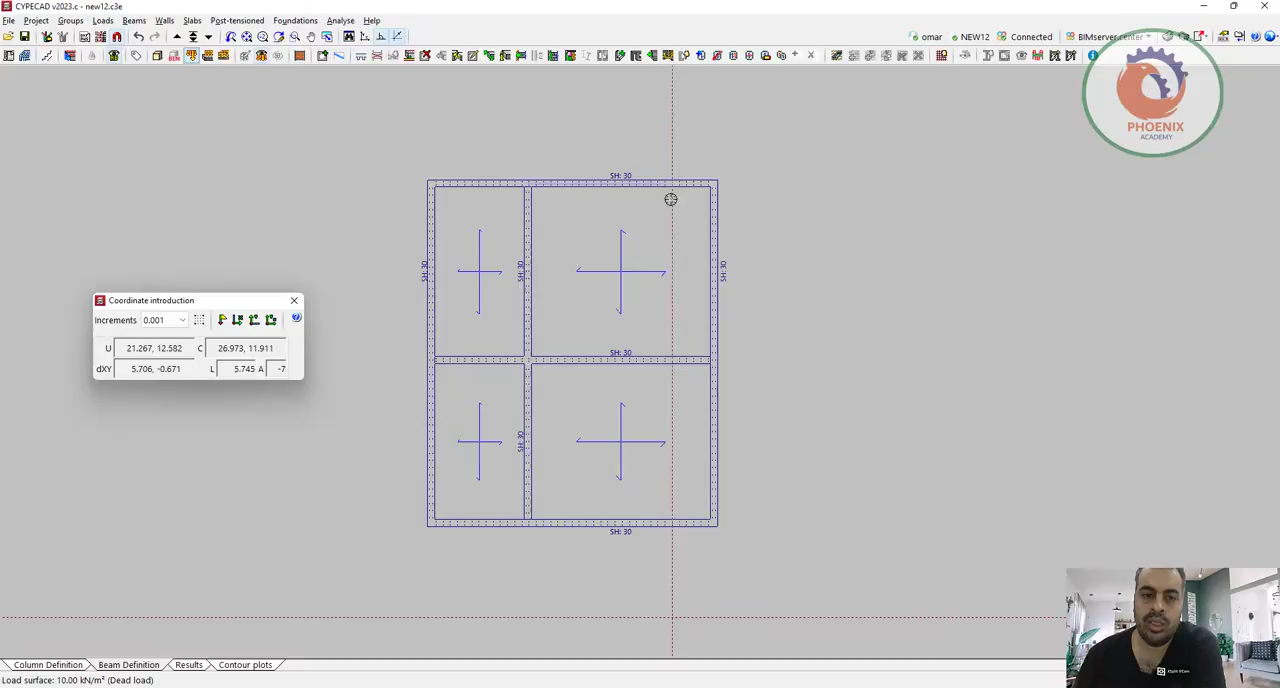 CYPECAD v2023.c - new12.c3e
File Project Groups Loads Beams Walls Slabs Post-tensioned Foundations Analyse Help
omar NEW12 Connected BIMserver.center
PHOENIX
ACADEMY
SH: 30
SH: 30
SH: 30
SH: 30
SH: 30
SH: 30
SH: 30
Coordinate introduction
Increments 0.001
U 21.267, 12.582 C 26.973, 11.911
dXY 5.706, -0.671 L 5.745 A -7
XSplit VCam
Column Definition Beam Definition Results Contour plots
Load surface: 10.00 kN/m² (Dead load)